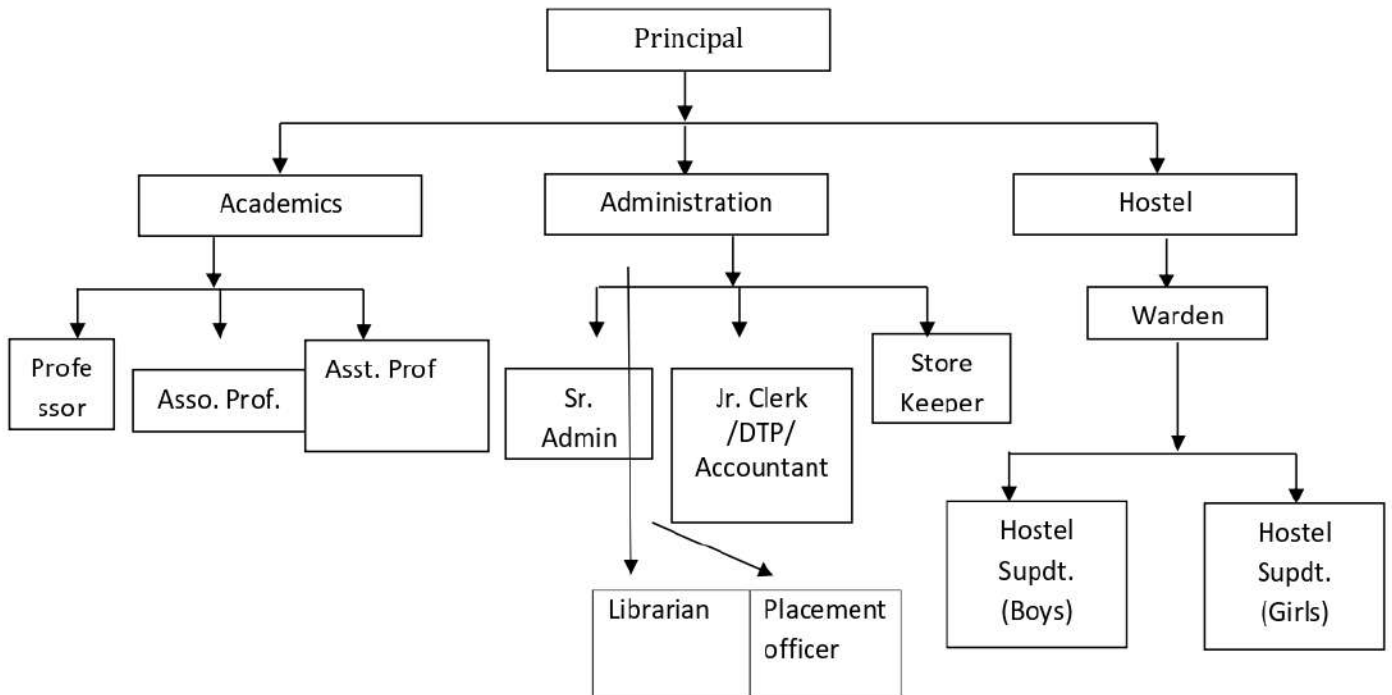 Principal
Academics
Administration
Hostel
Profe
ssor
Asso. Prof.
Asst. Prof
Sr.
Admin
Jr. Clerk
/DTP/
Accountant
Store
Keeper
Warden
Librarian
Placement
officer
Hostel
Supdt.
(Boys)
Hostel
Supdt.
(Girls)